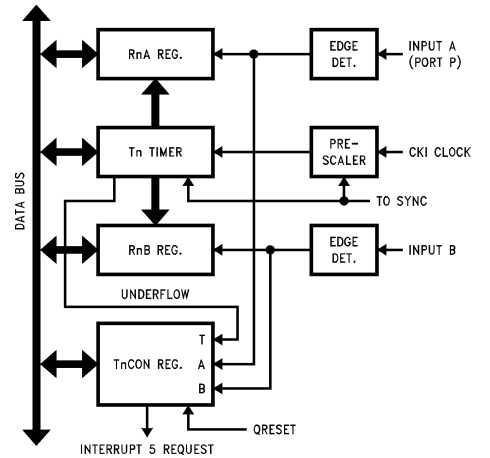 RnA REG.
EDGE
DET.
INPUT A
(PORT P)
Tn TIMER
PRE-
SCALER
CKI CLOCK
TO SYNC
DATA BUS
RnB REG.
EDGE
DET.
INPUT B
UNDERFLOW
T
TnCON REG.
A
B
QRESET
INTERRUPT 5 REQUEST